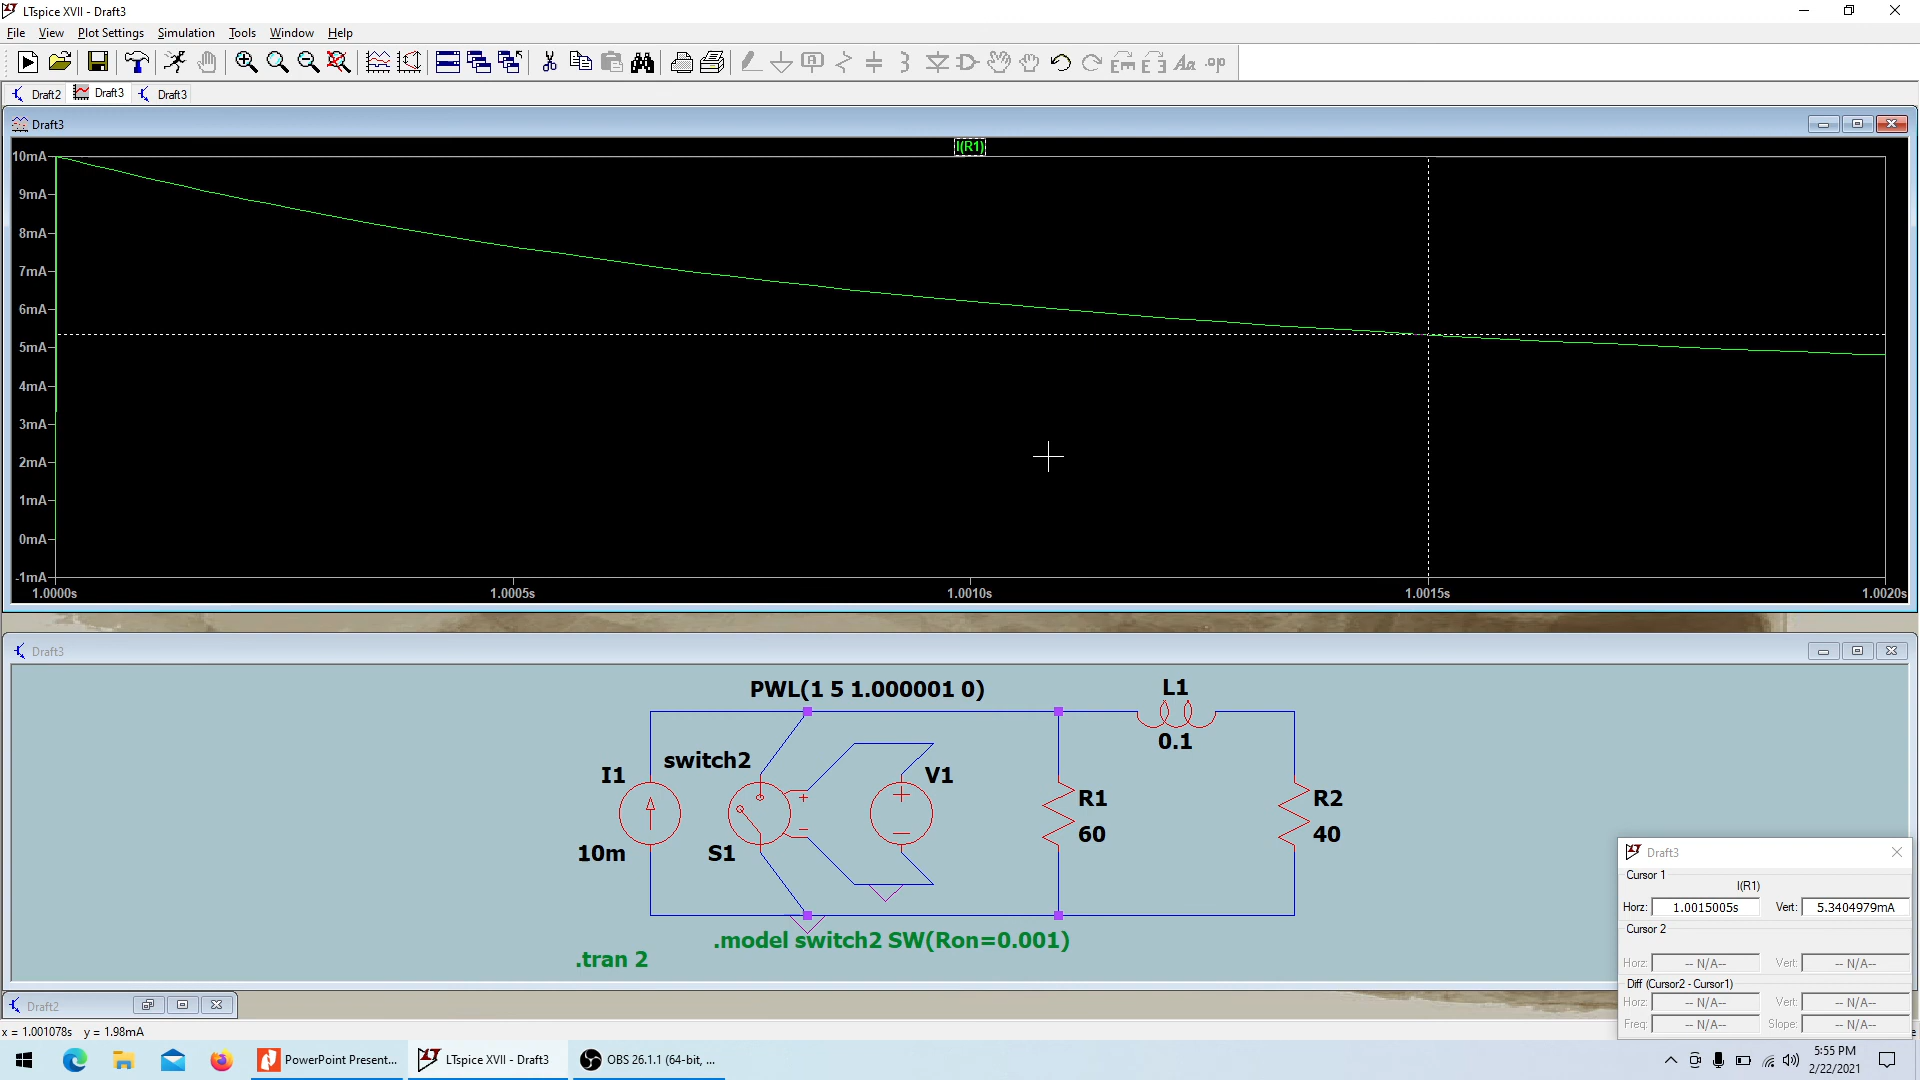 LTspice XVII - Draft3
File View Plot Settings Simulation Tools Window Help
Aa .op
Draft2 Draft3 Draft3
Draft3
I(R1)
10mA
9mA
8mA
7mA
6mA
5mA
4mA
3mA
2mA
1mA
0mA
-1mA
1.0000s 1.0005s 1.0010s 1.0015s 1.0020s
Draft3
PWL(1 5 1.000001 0)
L1
0.1
switch2
I1
V1
R1
60
R2
40
10m
S1
.model switch2 SW(Ron=0.001)
.tran 2
Draft3
Cursor 1
I(R1)
Horz: 1.0015005s Vert: 5.3404979mA
Cursor 2
Horz: -- N/A-- Vert: -- N/A--
Diff (Cursor2 - Cursor1)
Horz: -- N/A-- Vert: -- N/A--
Freq: -- N/A-- Slope: -- N/A--
Draft2
x = 1.001078s y = 1.98mA
PowerPoint Present... LTspice XVII - Draft3 OBS 26.1.1 (64-bit, ...
5:55 PM
2/22/2021